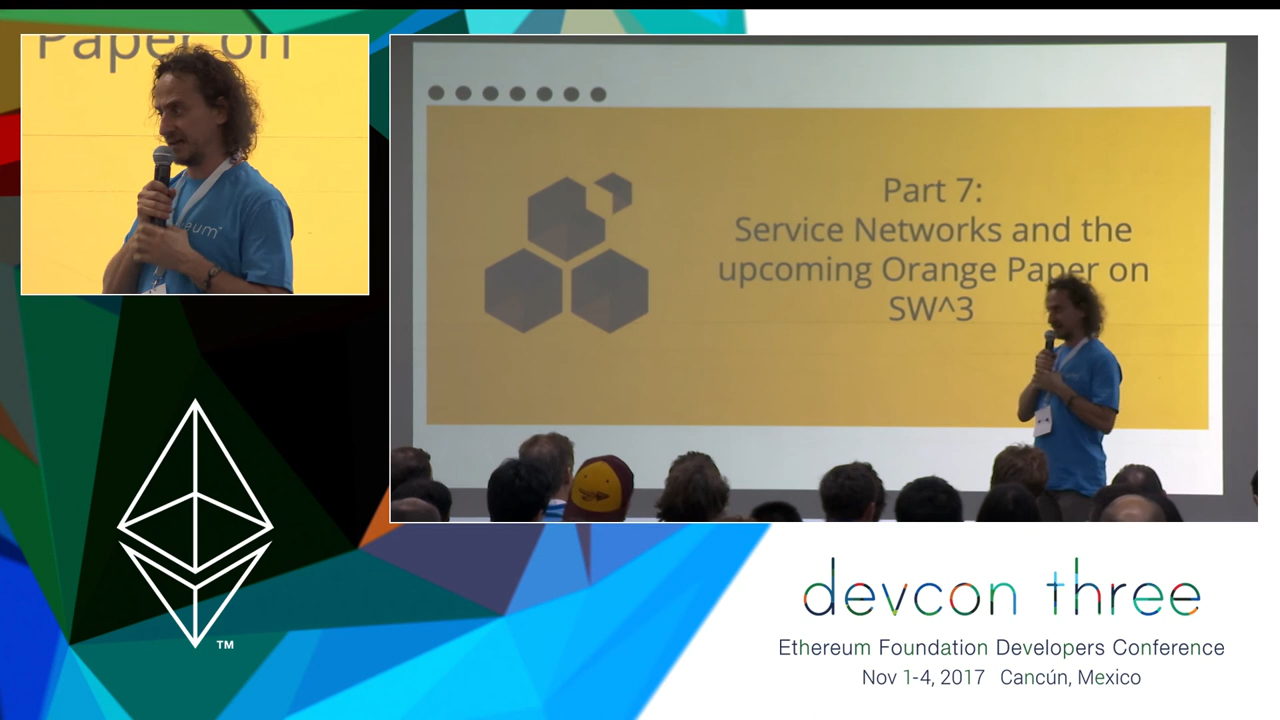 Paper on
eum
Part 7:
Service Networks and the
upcoming Orange Paper on
SW^3
TM
devcon three
Ethereum Foundation Developers Conference
Nov 1-4, 2017 Cancún, Mexico